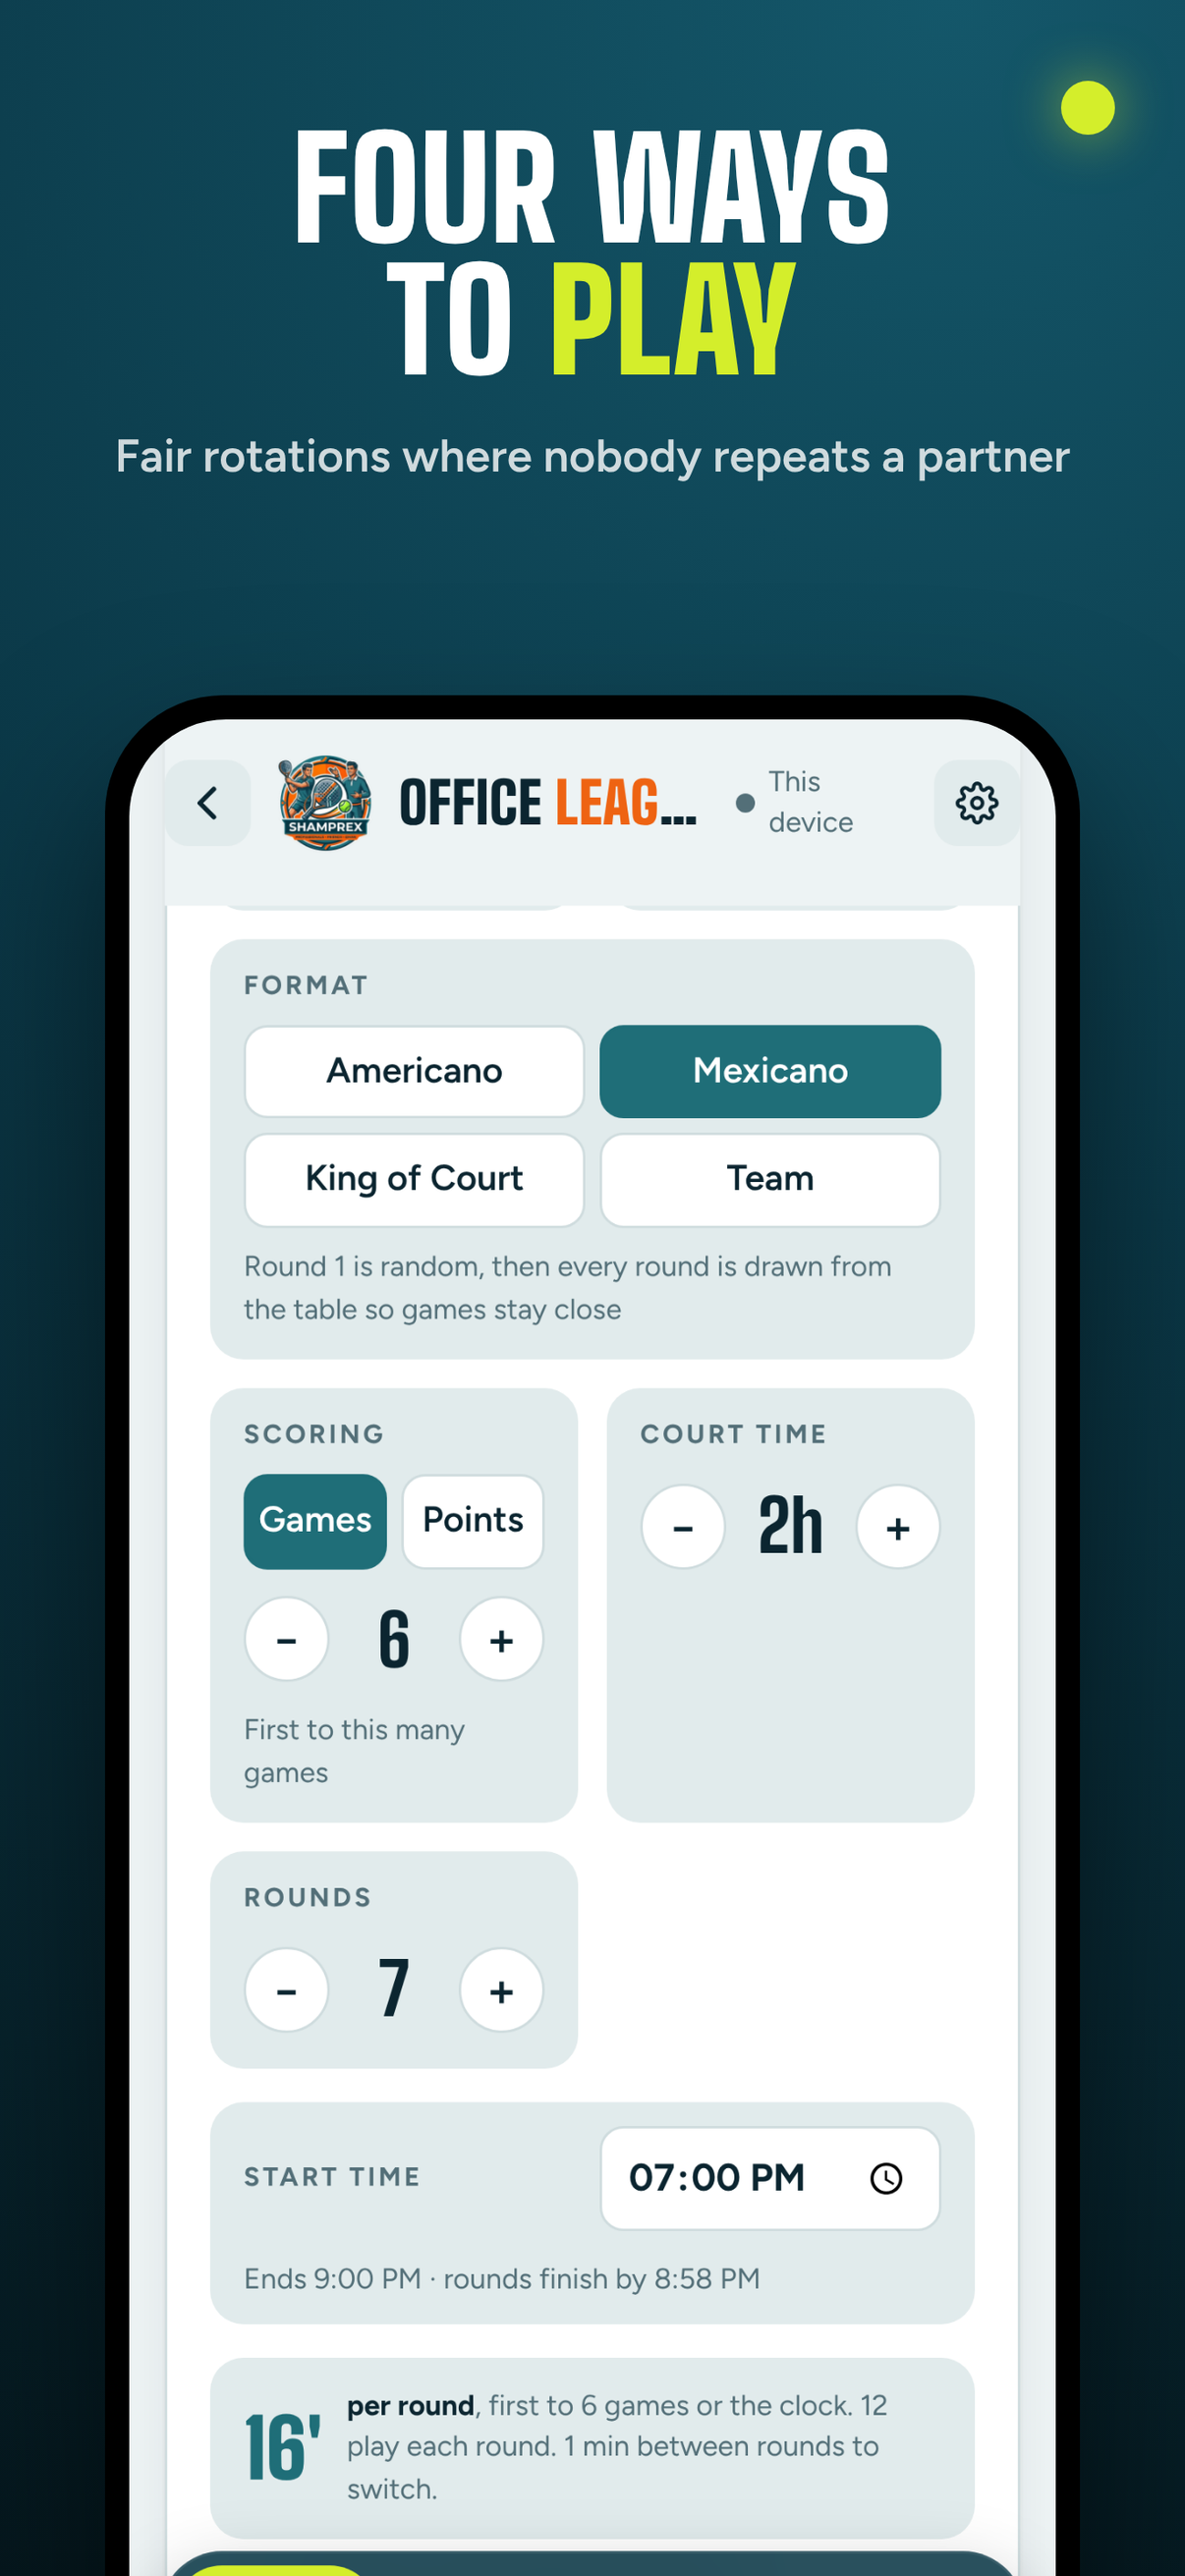 FOUR WAYS
TO PLAY
Fair rotations where nobody repeats a partner
SHAMPREX
OFFICE LEAG...
This
device
FORMAT
Americano
Mexicano
King of Court
Team
Round 1 is random, then every round is drawn from
the table so games stay close
SCORING
Games
Points
-
6
+
First to this many
games
COURT TIME
-
2h
+
ROUNDS
-
7
+
START TIME
07:00 PM
Ends 9:00 PM · rounds finish by 8:58 PM
16'
per round, first to 6 games or the clock. 12
play each round. 1 min between rounds to
switch.